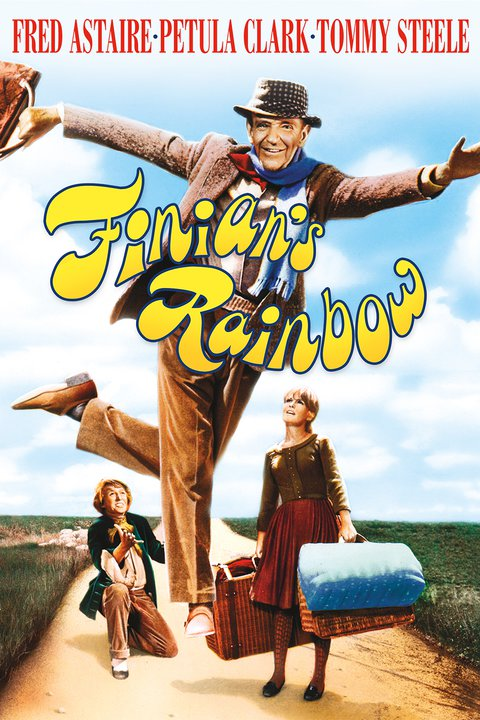 FRED ASTAIRE·PETULA CLARK·TOMMY STEELE
Finian's
Rainbow